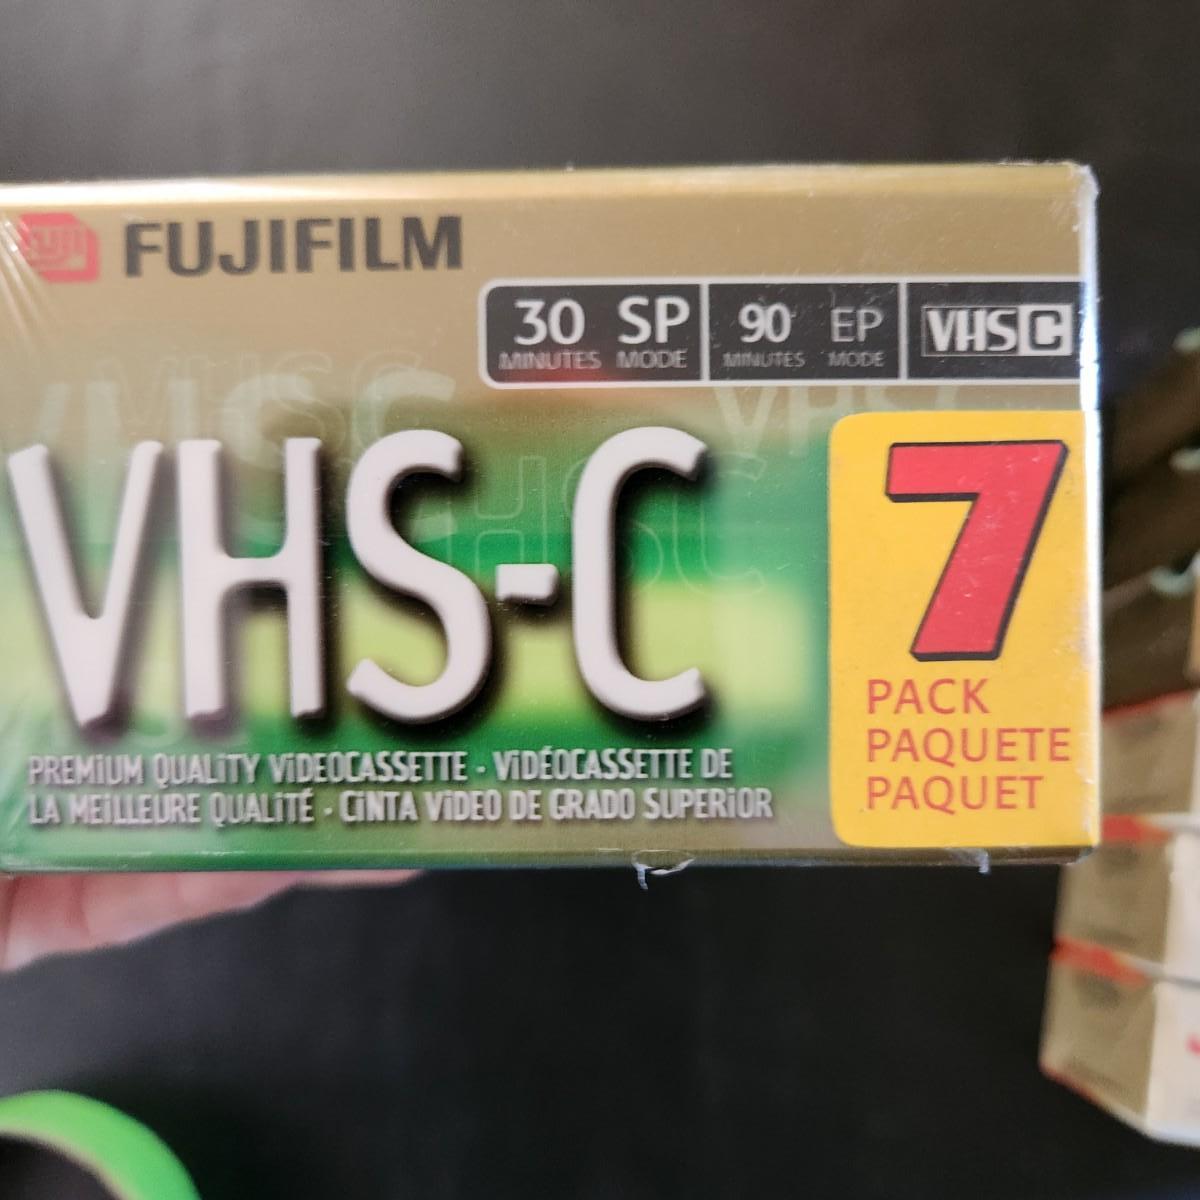 Fuji
FUJIFILM
30 SP 90 EP VHS C
MINUTES MODE MINUTES MODE
VHS-C
7
PACK
PAQUETE
PAQUET
PREMiUM QUALiTY ViDEOCASSETTE · ViDÉOCASSETTE DE
LA MEiLLEURE QUALiTÉ · CiNTA ViDEO DE GRADO SUPERiOR